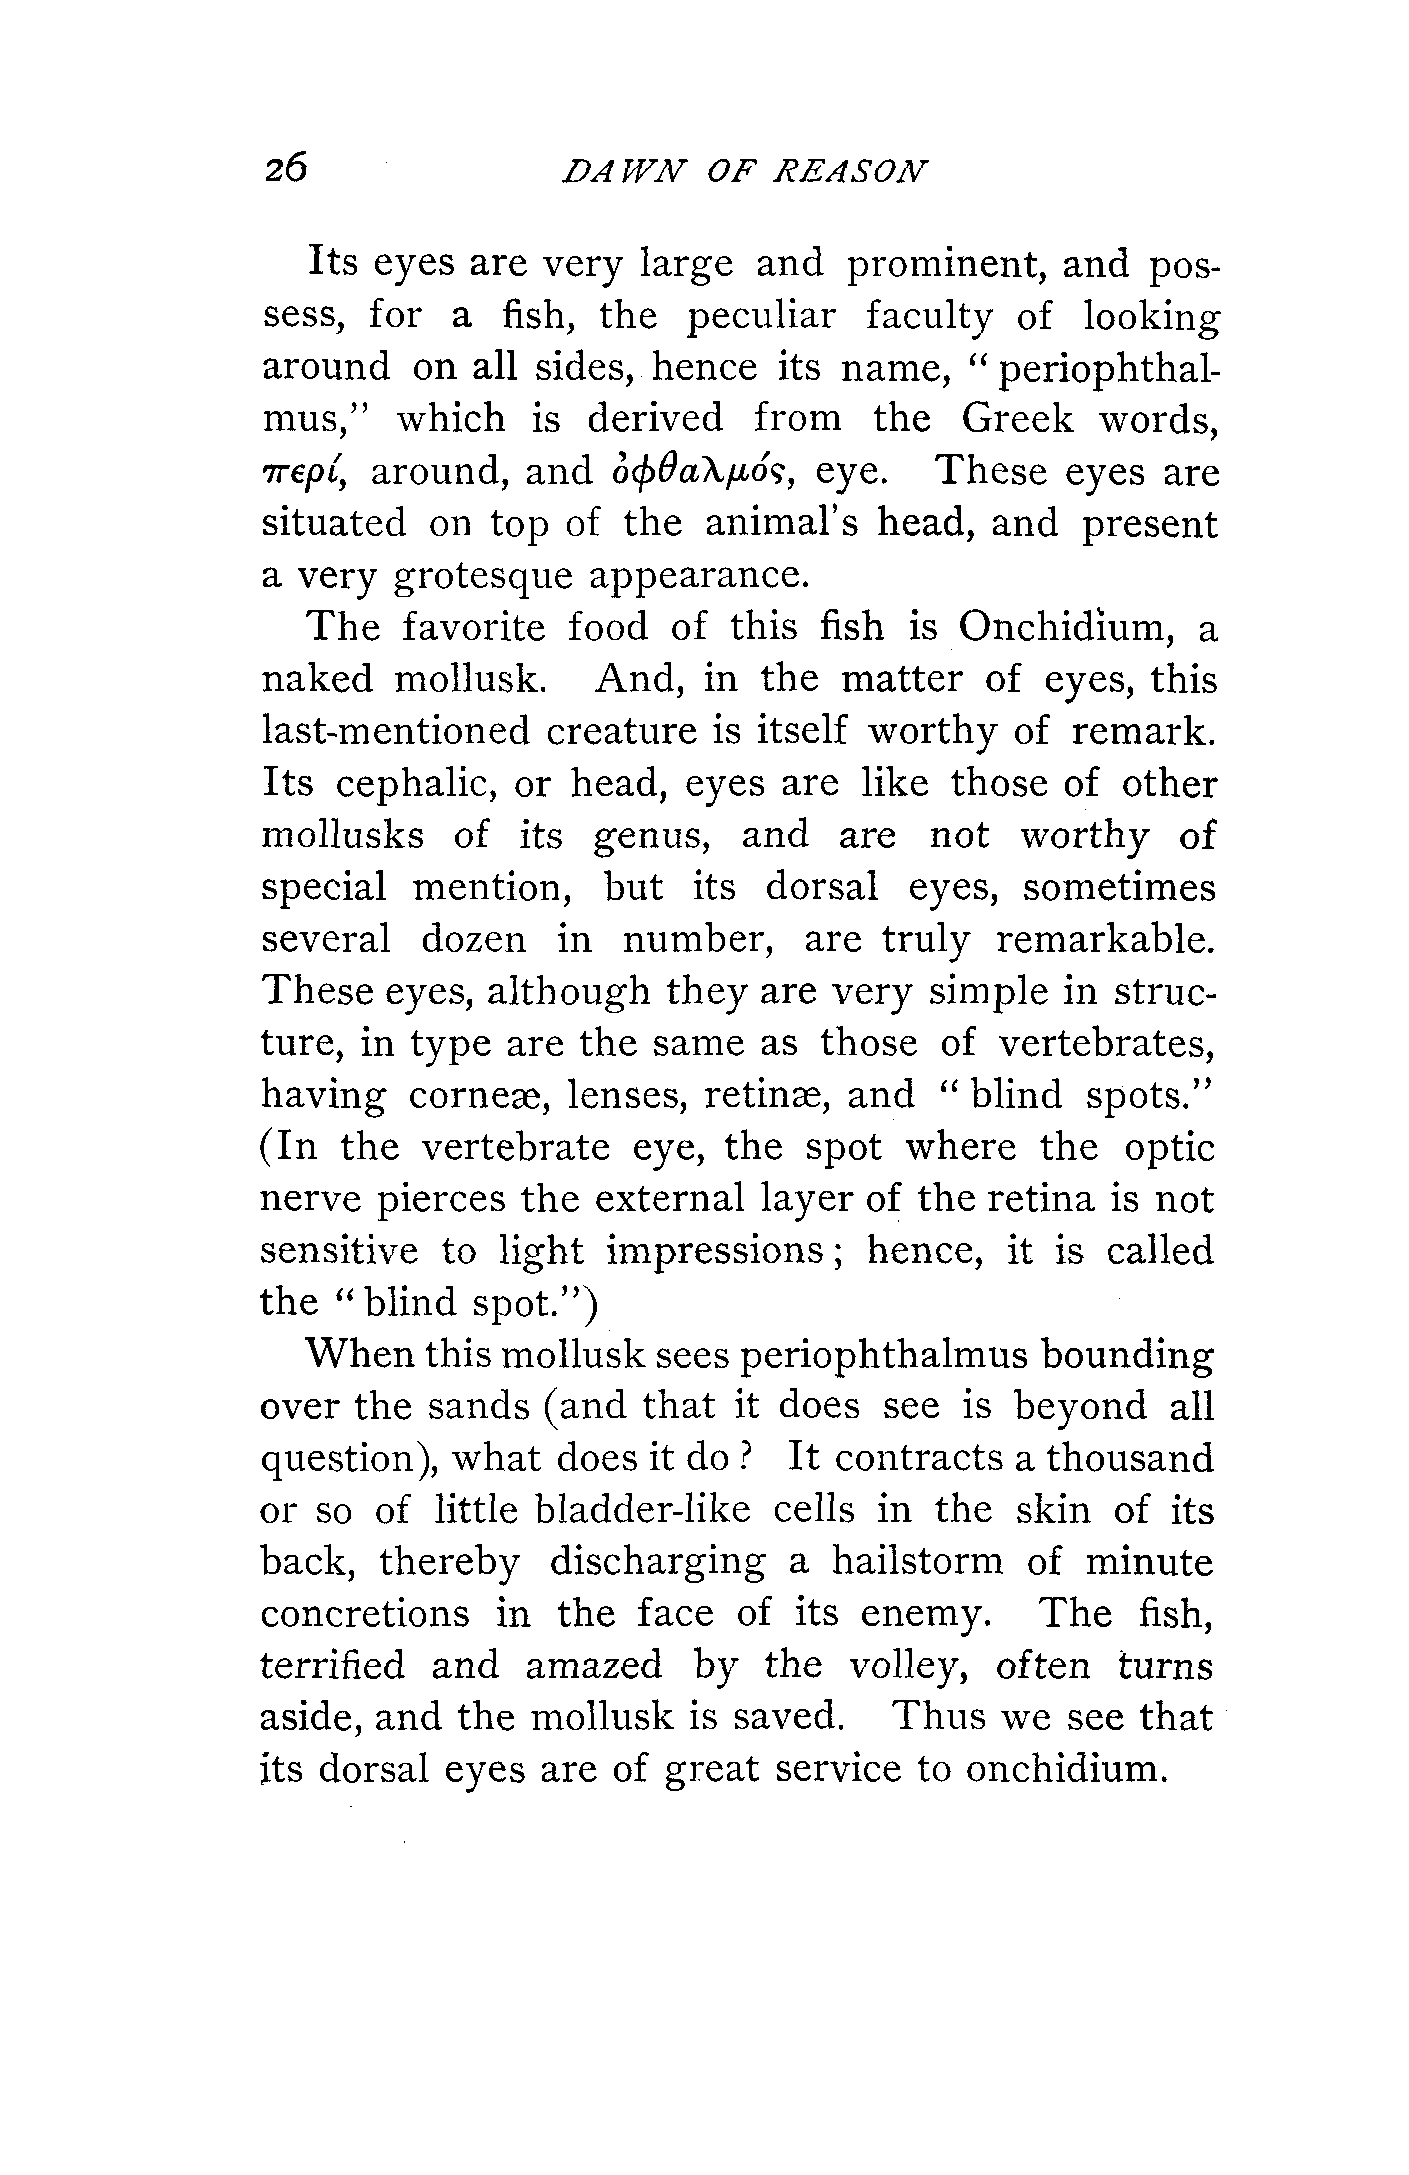 26 DAWN OF REASON
Its eyes are very large and prominent, and pos-
sess, for a fish, the peculiar faculty of looking
around on all sides, hence its name, “periophthal-
mus,” which is derived from the Greek words,
περί, around, and ὀφθαλμός, eye. These eyes are
situated on top of the animal’s head, and present
a very grotesque appearance.
The favorite food of this fish is Onchidium, a
naked mollusk. And, in the matter of eyes, this
last-mentioned creature is itself worthy of remark.
Its cephalic, or head, eyes are like those of other
mollusks of its genus, and are not worthy of
special mention, but its dorsal eyes, sometimes
several dozen in number, are truly remarkable.
These eyes, although they are very simple in struc-
ture, in type are the same as those of vertebrates,
having corneæ, lenses, retinæ, and “blind spots.”
(In the vertebrate eye, the spot where the optic
nerve pierces the external layer of the retina is not
sensitive to light impressions; hence, it is called
the “blind spot.”)
When this mollusk sees periophthalmus bounding
over the sands (and that it does see is beyond all
question), what does it do? It contracts a thousand
or so of little bladder-like cells in the skin of its
back, thereby discharging a hailstorm of minute
concretions in the face of its enemy. The fish,
terrified and amazed by the volley, often turns
aside, and the mollusk is saved. Thus we see that
its dorsal eyes are of great service to onchidium.